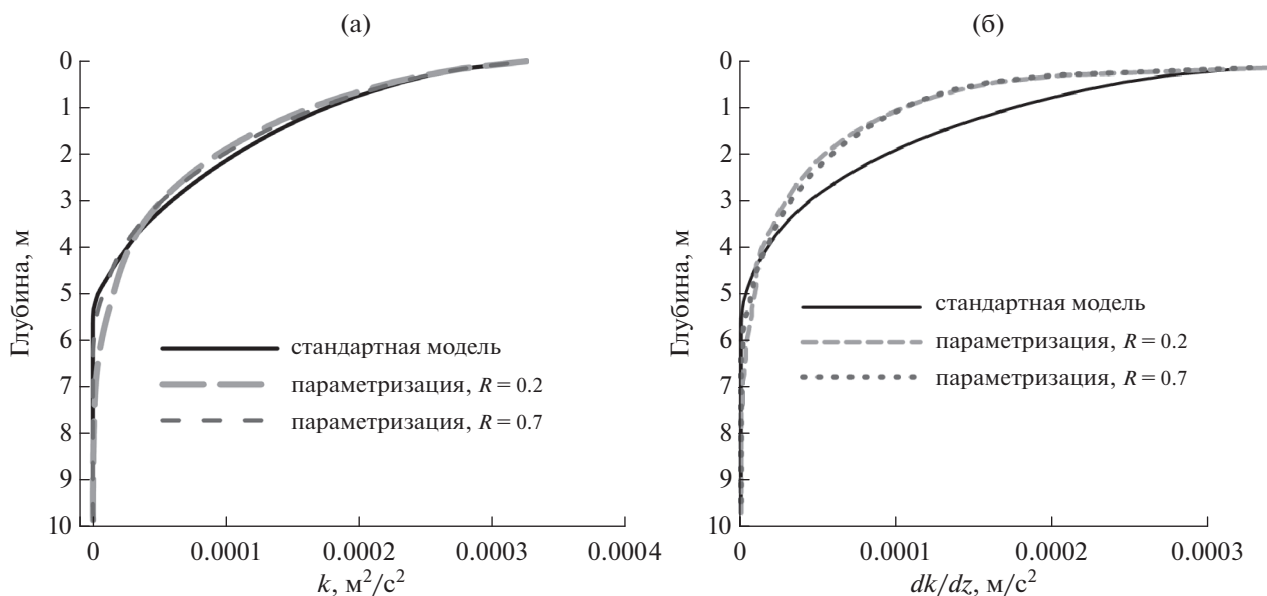 (а)
0
1
2
3
4
5
6
7
8
9
10
Глубина, м
стандартная модель
параметризация, R = 0.2
параметризация, R = 0.7
0 0.0001 0.0002 0.0003 0.0004
k, м²/с²
(б)
0
1
2
3
4
5
6
7
8
9
10
Глубина, м
стандартная модель
параметризация, R = 0.2
параметризация, R = 0.7
0 0.0001 0.0002 0.0003
dk/dz, м/с²